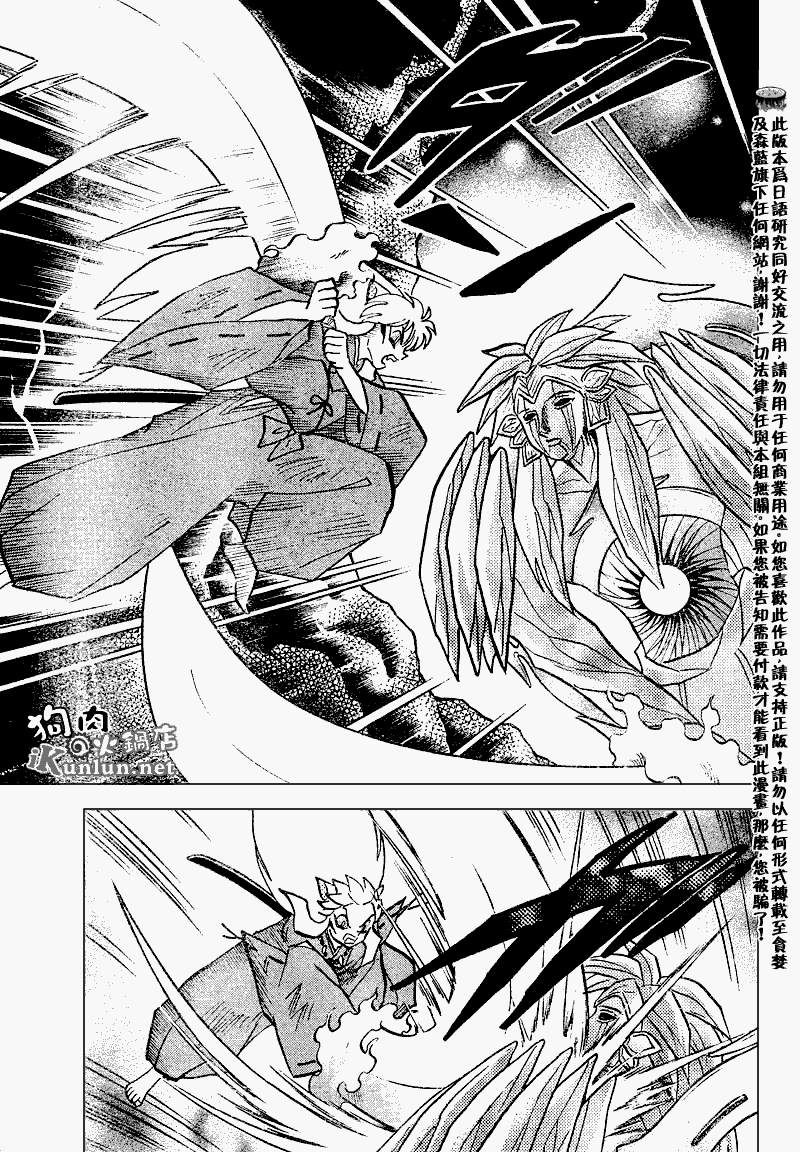 此版本爲日語研究同好交流之用，請勿用于任何商業用途。如您喜歡此作品，請支持正版！請勿以任何形式轉載至貪婪
及森藍旗下任何網站，謝謝！一切法律責任與本組無關。如果您被告知需要付款才能看到此漫畫，那麼，您被騙了！
狗肉
の火鍋店
iKunlun.net